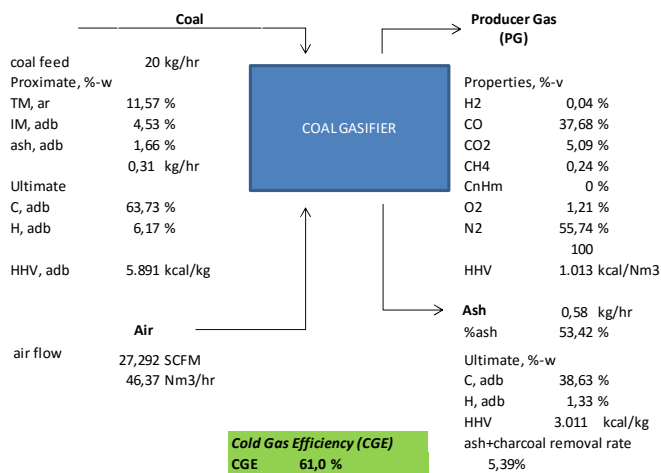 Coal
coal feed 20 kg/hr
Proximate, %-w
TM, ar 11,57 %
IM, adb 4,53 %
ash, adb 1,66 %
0,31 kg/hr
Ultimate
C, adb 63,73 %
H, adb 6,17 %
HHV, adb 5.891 kcal/kg
Air
air flow 27,292 SCFM
46,37 Nm3/hr
COAL GASIFIER
Producer Gas
(PG)
Properties, %-v
H2 0,04 %
CO 37,68 %
CO2 5,09 %
CH4 0,24 %
CnHm 0 %
O2 1,21 %
N2 55,74 %
100
HHV 1.013 kcal/Nm3
Ash 0,58 kg/hr
%ash 53,42 %
Ultimate, %-w
C, adb 38,63 %
H, adb 1,33 %
HHV 3.011 kcal/kg
ash+charcoal removal rate
5,39%
Cold Gas Efficiency (CGE)
CGE 61,0 %